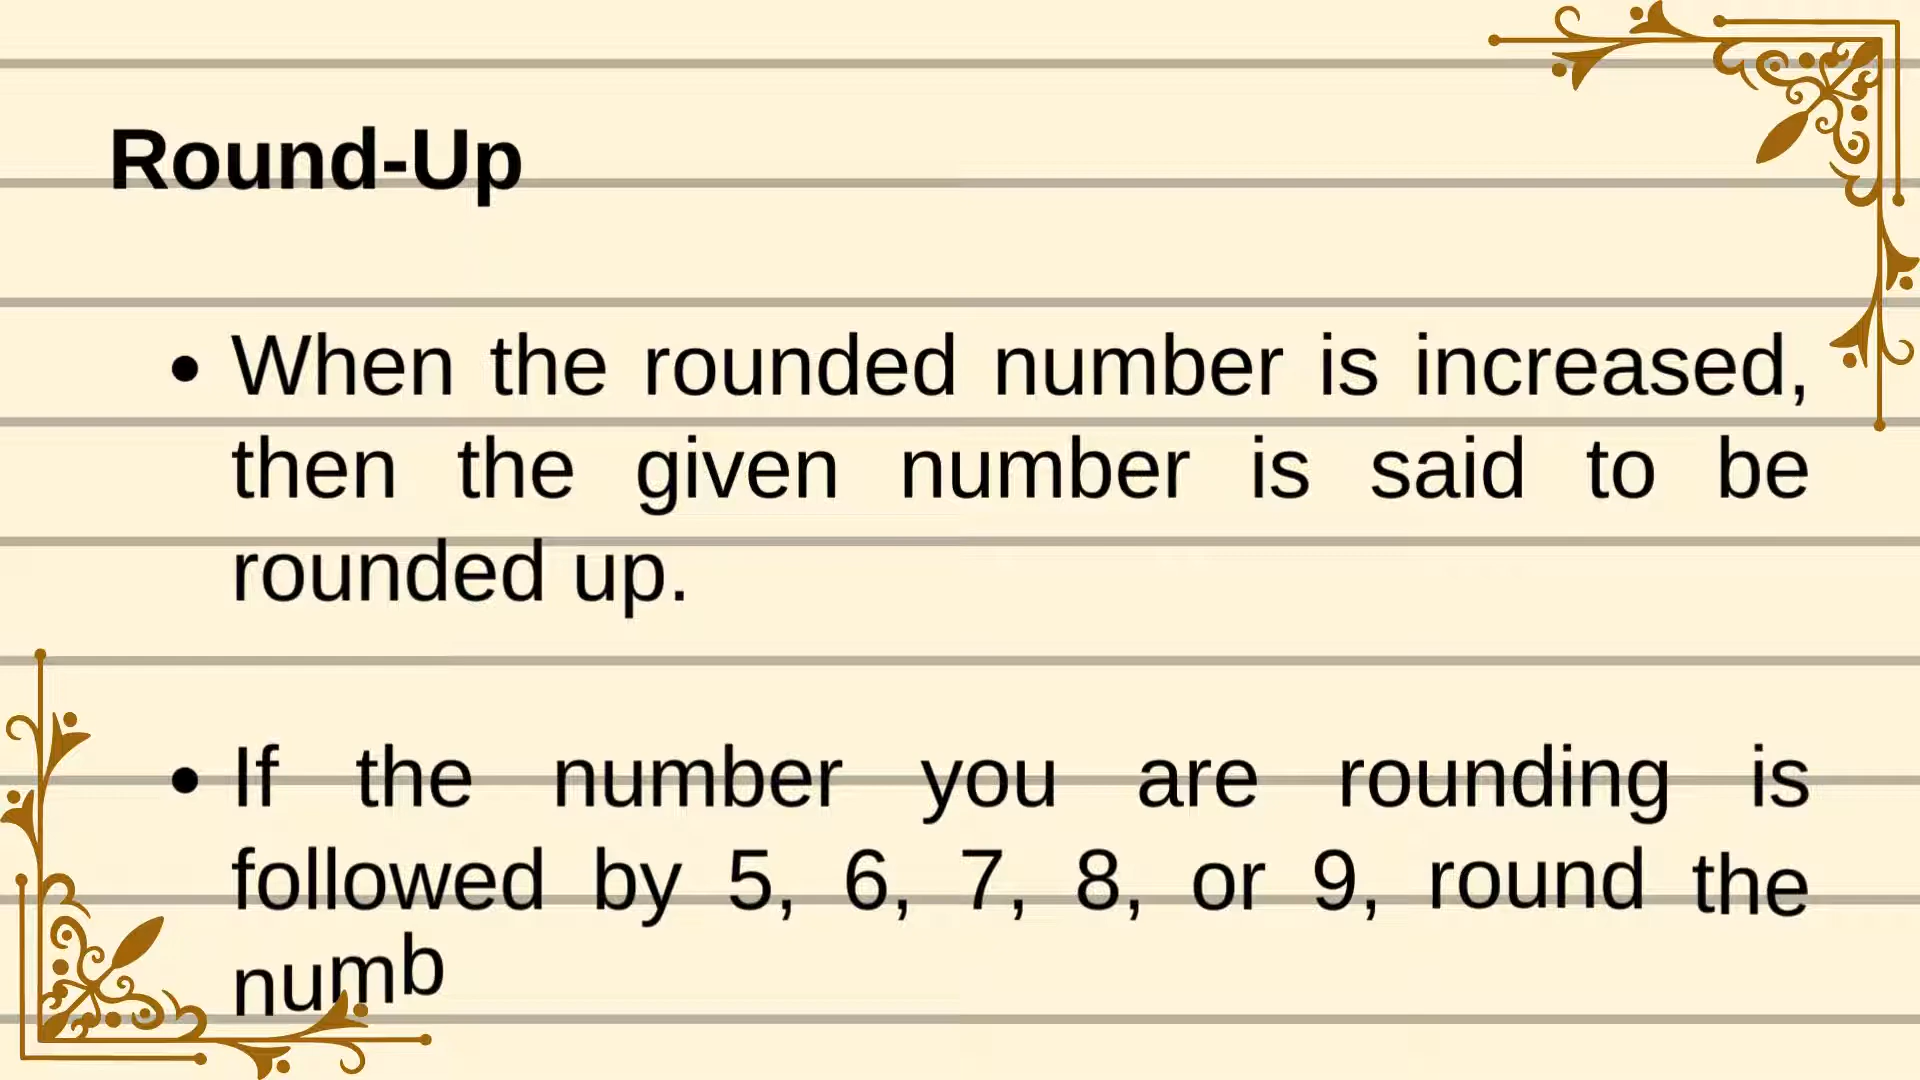 Round-Up
• When the rounded number is increased,
then the given number is said to be
rounded up.
• If the number you are rounding is
followed by 5, 6, 7, 8, or 9, round the
numb